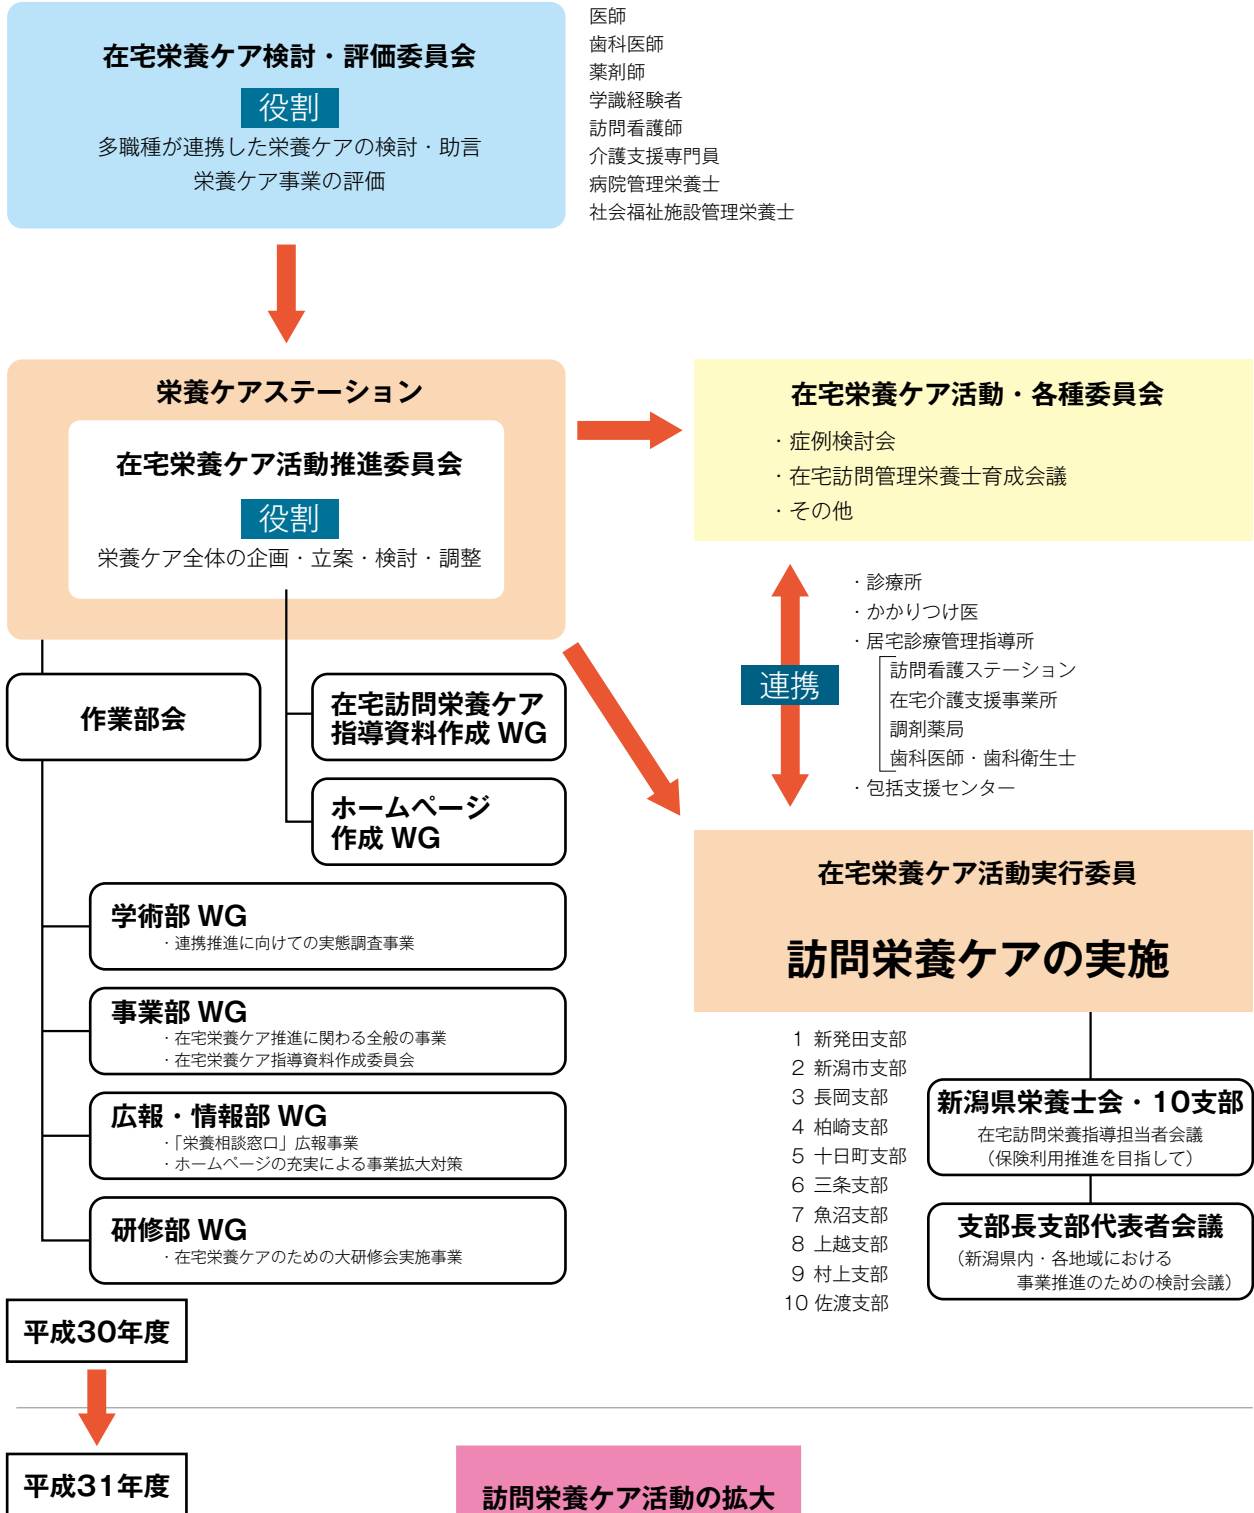 在宅栄養ケア検討・評価委員会
役割
多職種が連携した栄養ケアの検討・助言
栄養ケア事業の評価
医師
歯科医師
薬剤師
学識経験者
訪問看護師
介護支援専門員
病院管理栄養士
社会福祉施設管理栄養士
栄養ケアステーション
在宅栄養ケア活動推進委員会
役割
栄養ケア全体の企画・立案・検討・調整
在宅栄養ケア活動・各種委員会
・症例検討会
・在宅訪問管理栄養士育成会議
・その他
連携
・診療所
・かかりつけ医
・居宅診療管理指導所
訪問看護ステーション
在宅介護支援事業所
調剤薬局
歯科医師・歯科衛生士
・包括支援センター
作業部会
在宅訪問栄養ケア
指導資料作成 WG
ホームページ
作成 WG
学術部 WG
・連携推進に向けての実態調査事業
事業部 WG
・在宅栄養ケア推進に関わる全般の事業
・在宅栄養ケア指導資料作成委員会
広報・情報部 WG
・「栄養相談窓口」広報事業
・ホームページの充実による事業拡大対策
研修部 WG
・在宅栄養ケアのための大研修会実施事業
在宅栄養ケア活動実行委員
訪問栄養ケアの実施
1 新発田支部
2 新潟市支部
3 長岡支部
4 柏崎支部
5 十日町支部
6 三条支部
7 魚沼支部
8 上越支部
9 村上支部
10 佐渡支部
新潟県栄養士会・10支部
在宅訪問栄養指導担当者会議
（保険利用推進を目指して）
支部長支部代表者会議
（新潟県内・各地域における
事業推進のための検討会議）
平成30年度
平成31年度
訪問栄養ケア活動の拡大